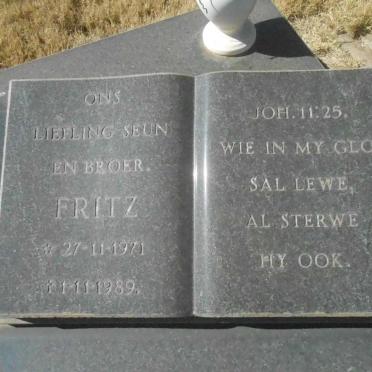 ONS
LIEFLING SEUN
EN BROER.
FRITZ
* 27-11-1971
† 1-11-1989.
JOH. 11:25.
WIE IN MY GLO
SAL LEWE,
AL STERWE
HY OOK.